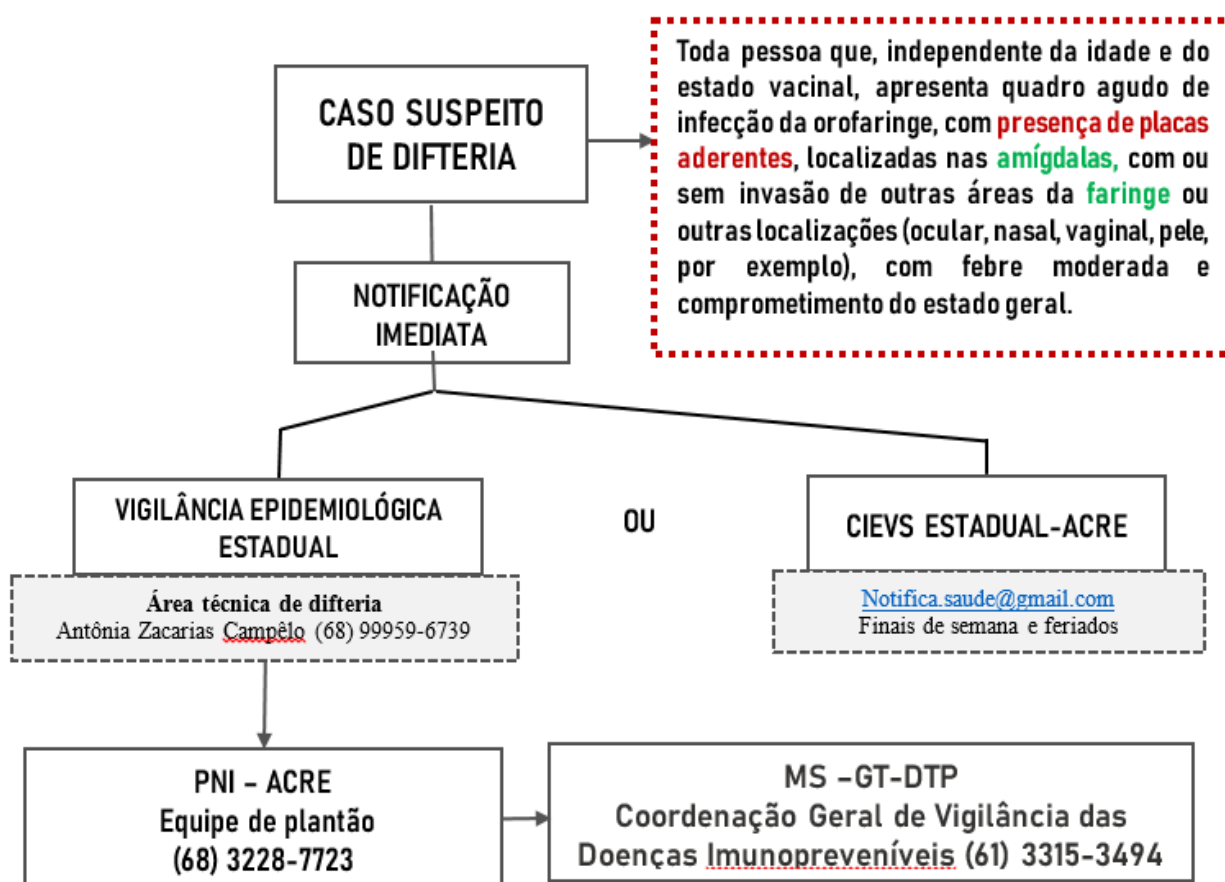 CASO SUSPEITO
DE DIFTERIA
Toda pessoa que, independente da idade e do
estado vacinal, apresenta quadro agudo de
infecção da orofaringe, com presença de placas
aderentes, localizadas nas amígdalas, com ou
sem invasão de outras áreas da faringe ou
outras localizações (ocular, nasal, vaginal, pele,
por exemplo), com febre moderada e
comprometimento do estado geral.
NOTIFICAÇÃO
IMEDIATA
VIGILÂNCIA EPIDEMIOLÓGICA
ESTADUAL
OU
CIEVS ESTADUAL-ACRE
Área técnica de difteria
Antônia Zacarias Campêlo (68) 99959-6739
Notifica.saude@gmail.com
Finais de semana e feriados
PNI – ACRE
Equipe de plantão
(68) 3228-7723
MS –GT-DTP
Coordenação Geral de Vigilância das
Doenças Imunopreveníveis (61) 3315-3494